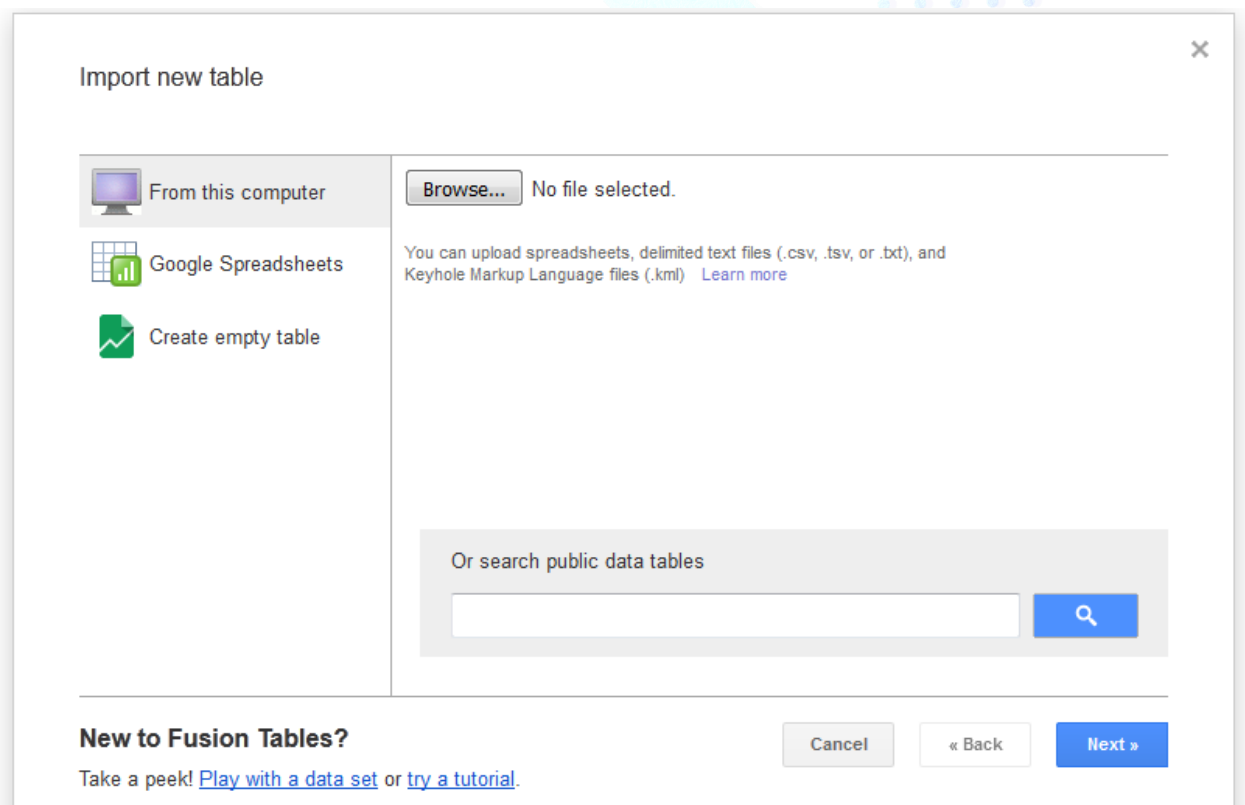 ×
Import new table
From this computer
Browse... No file selected.
You can upload spreadsheets, delimited text files (.csv, .tsv, or .txt), and
Keyhole Markup Language files (.kml) Learn more
Google Spreadsheets
Create empty table
Or search public data tables
New to Fusion Tables?
Take a peek! Play with a data set or try a tutorial.
Cancel
« Back
Next »